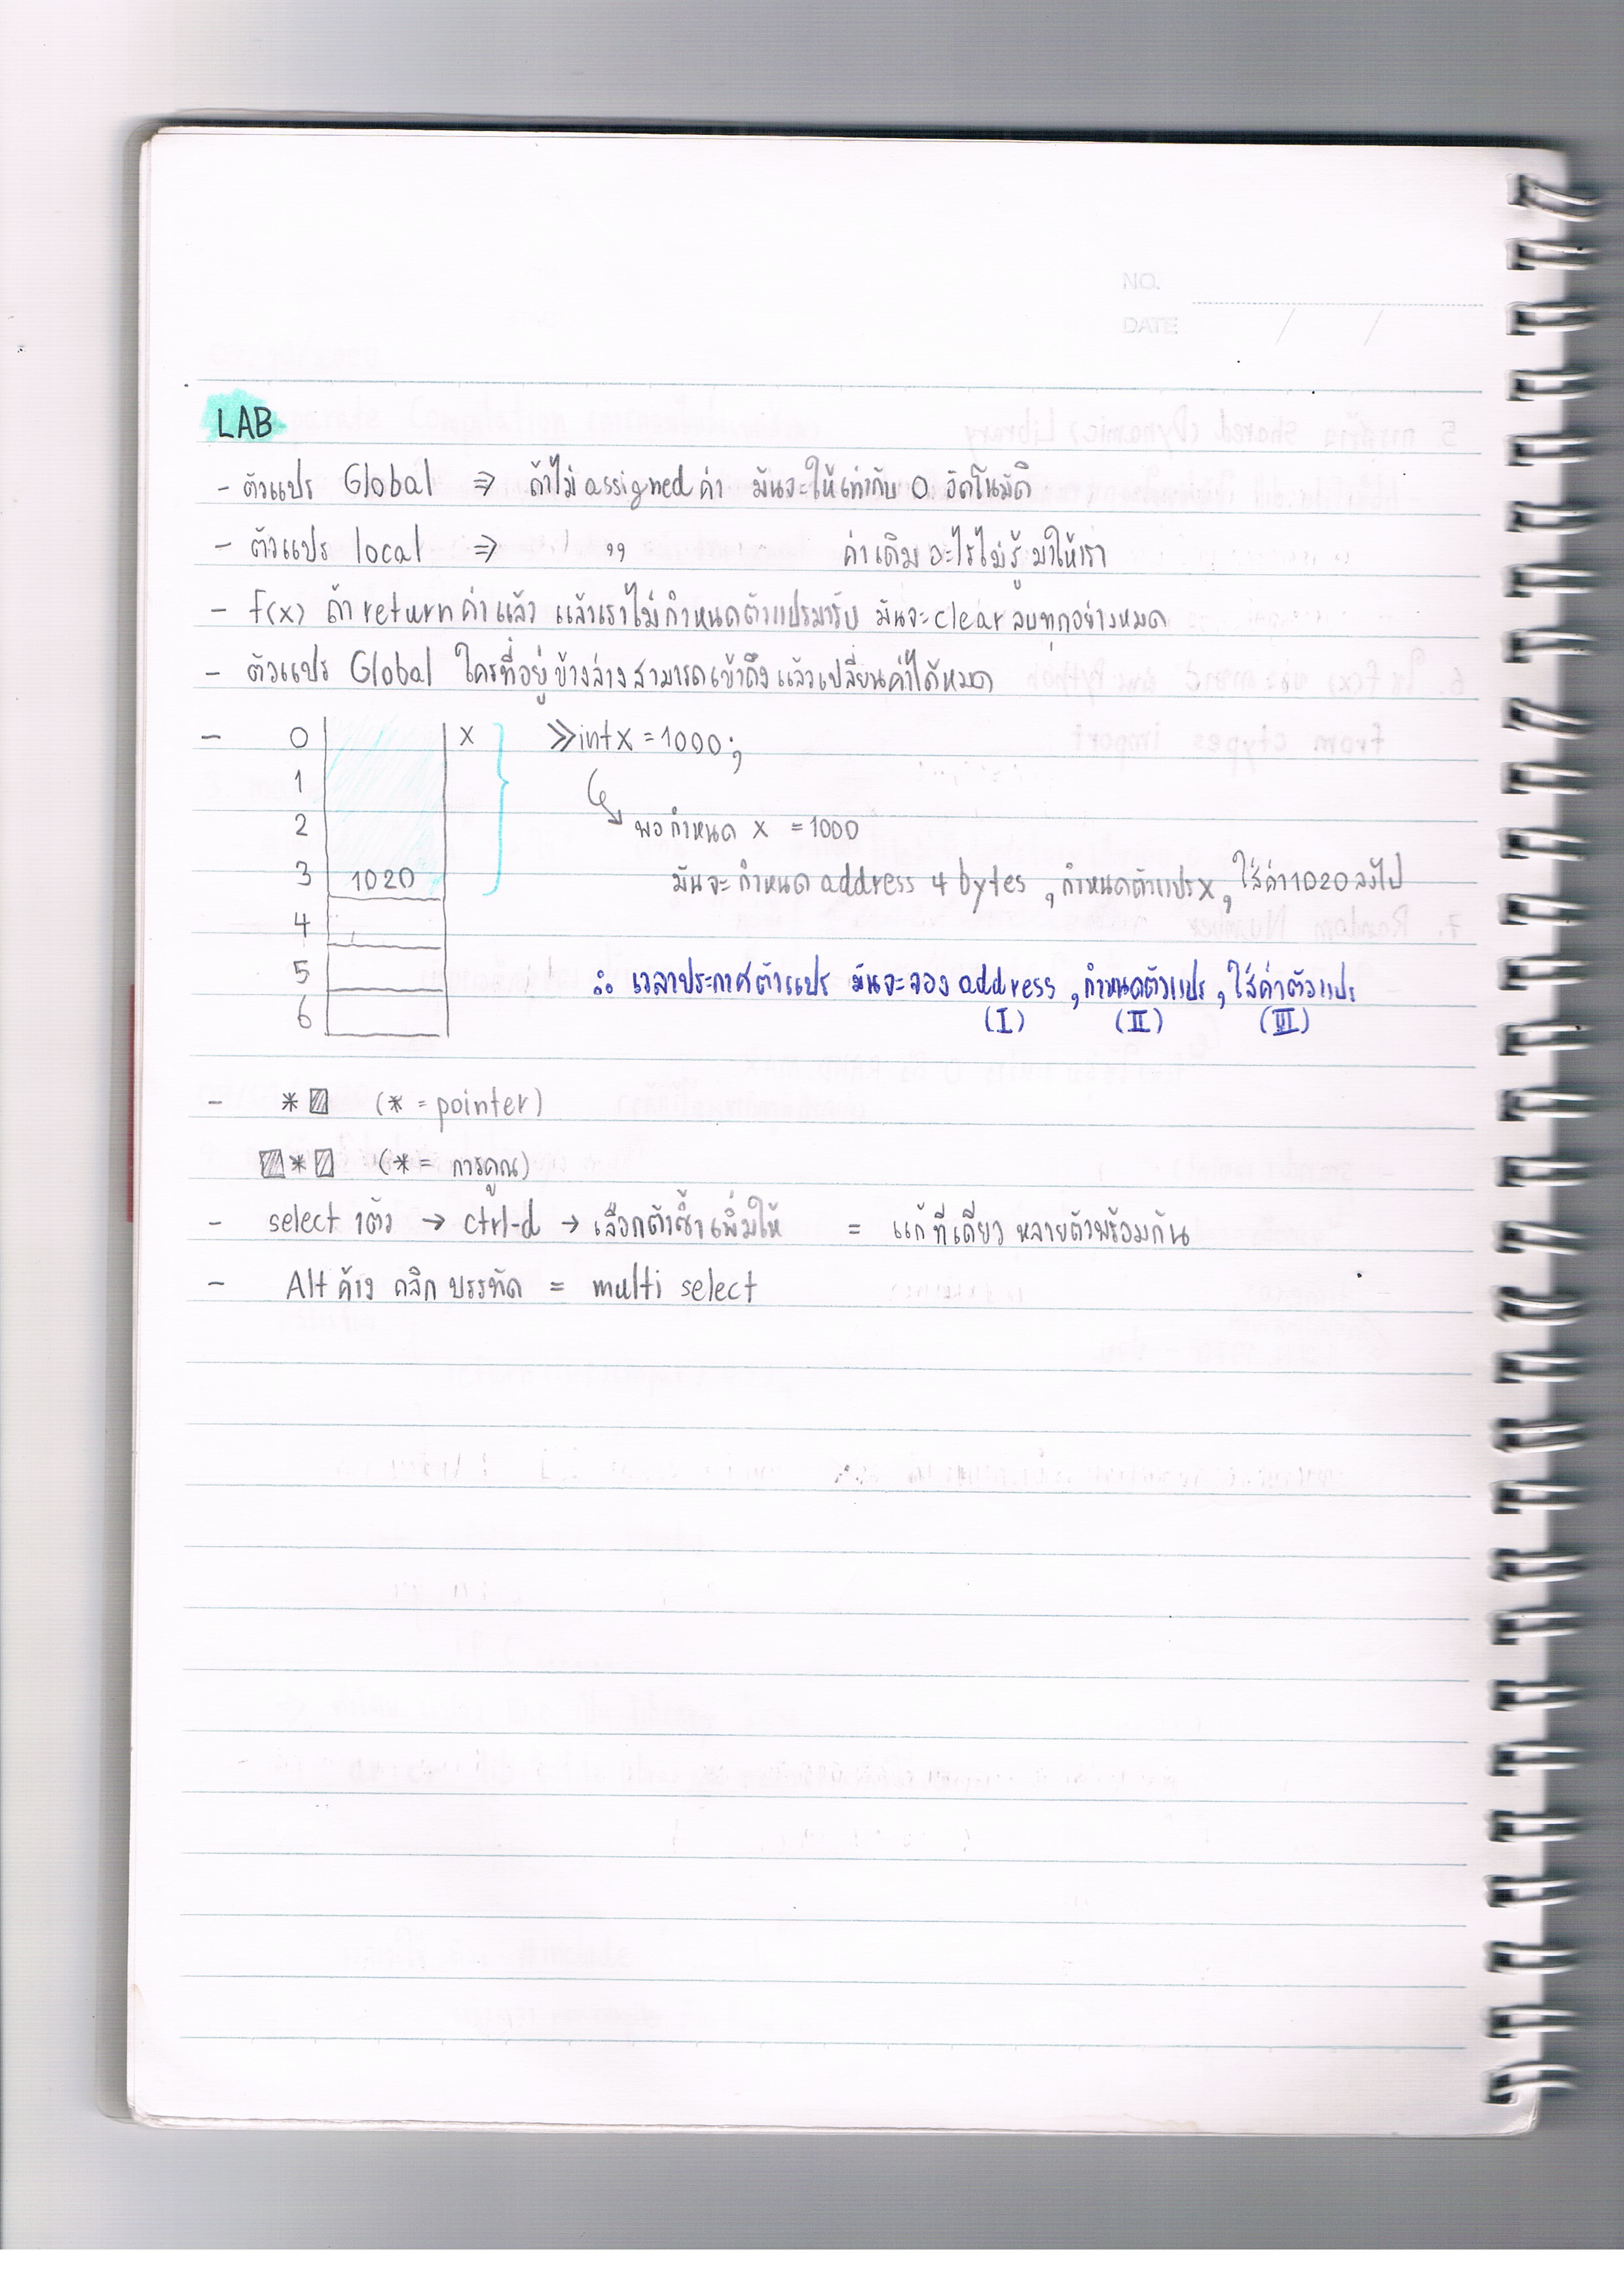 NO.
DATE / /
LAB
- ตัวแปร Global ⇒ ถ้าไม่ assigned ค่า มันจะให้เท่ากับ 0 อัตโนมัติ
- ตัวแปร local ⇒ ,, ค่าเดิมอะไรไม่รู้มาให้เรา
- f(x) ถ้า return ค่าแล้ว แล้วเราไม่กำหนดตัวแปรมารับ มันจะ clear ลบทุกอย่างหมด
- ตัวแปร Global ใครที่อยู่ข้างล่างสามารถเข้าถึงแล้วเปลี่ยนค่าได้หมด
- 0 x >> int x = 1000;
1
2 พอกำหนด x = 1000
3 1020 มันจะกำหนด address 4 bytes, กำหนดตัวแปร x, ใส่ค่า 1020 ลงไป
4
5 ∴ เวลาประกาศตัวแปร มันจะจอง address, กำหนดตัวแปร, ใส่ค่าตัวแปร
6 (I) (II) (III)
- * (* = pointer)
* (* = การคูณ)
- select 1ตัว → ctrl-d → เลือกตัวซ้ำเพิ่มให้ = แก้ทีเดียว หลายตัวพร้อมกัน
- Alt ค้าง คลิก บรรทัด = multi select